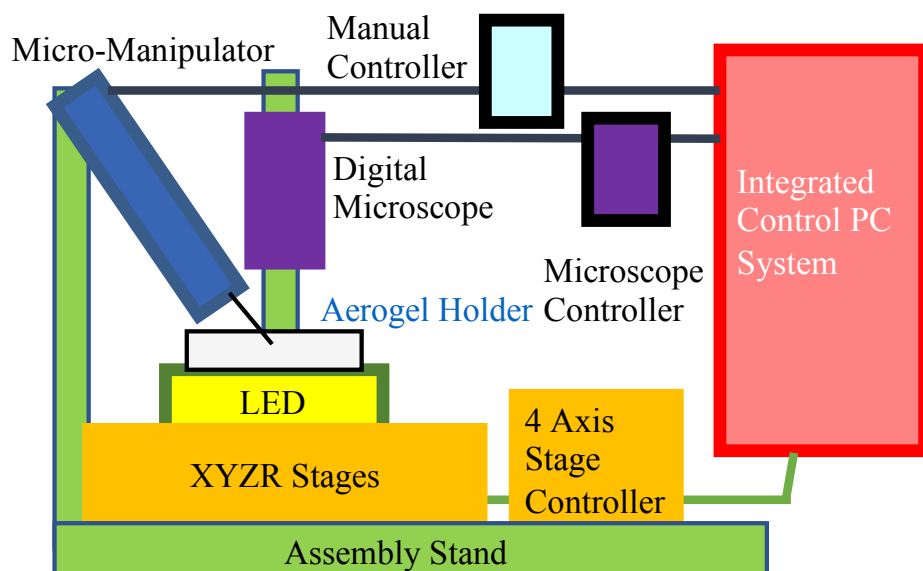 Micro-Manipulator
Manual
Controller
Digital
Microscope
Integrated
Control PC
System
Microscope
Controller
Aerogel Holder
LED
XYZR Stages
4 Axis
Stage
Controller
Assembly Stand